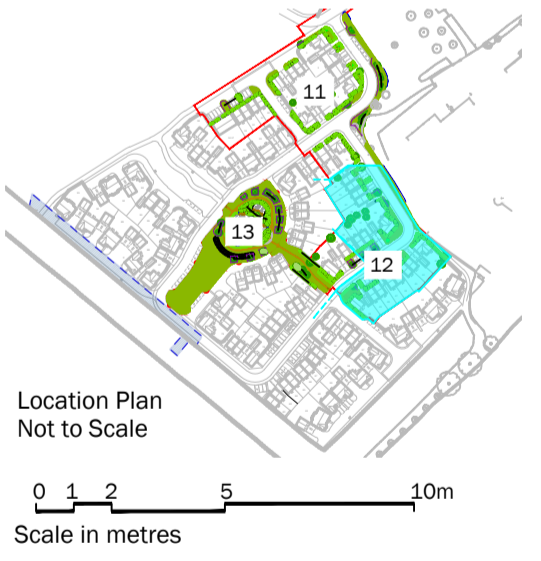 11
13
12
Location Plan
Not to Scale
0 1 2 5 10m
Scale in metres